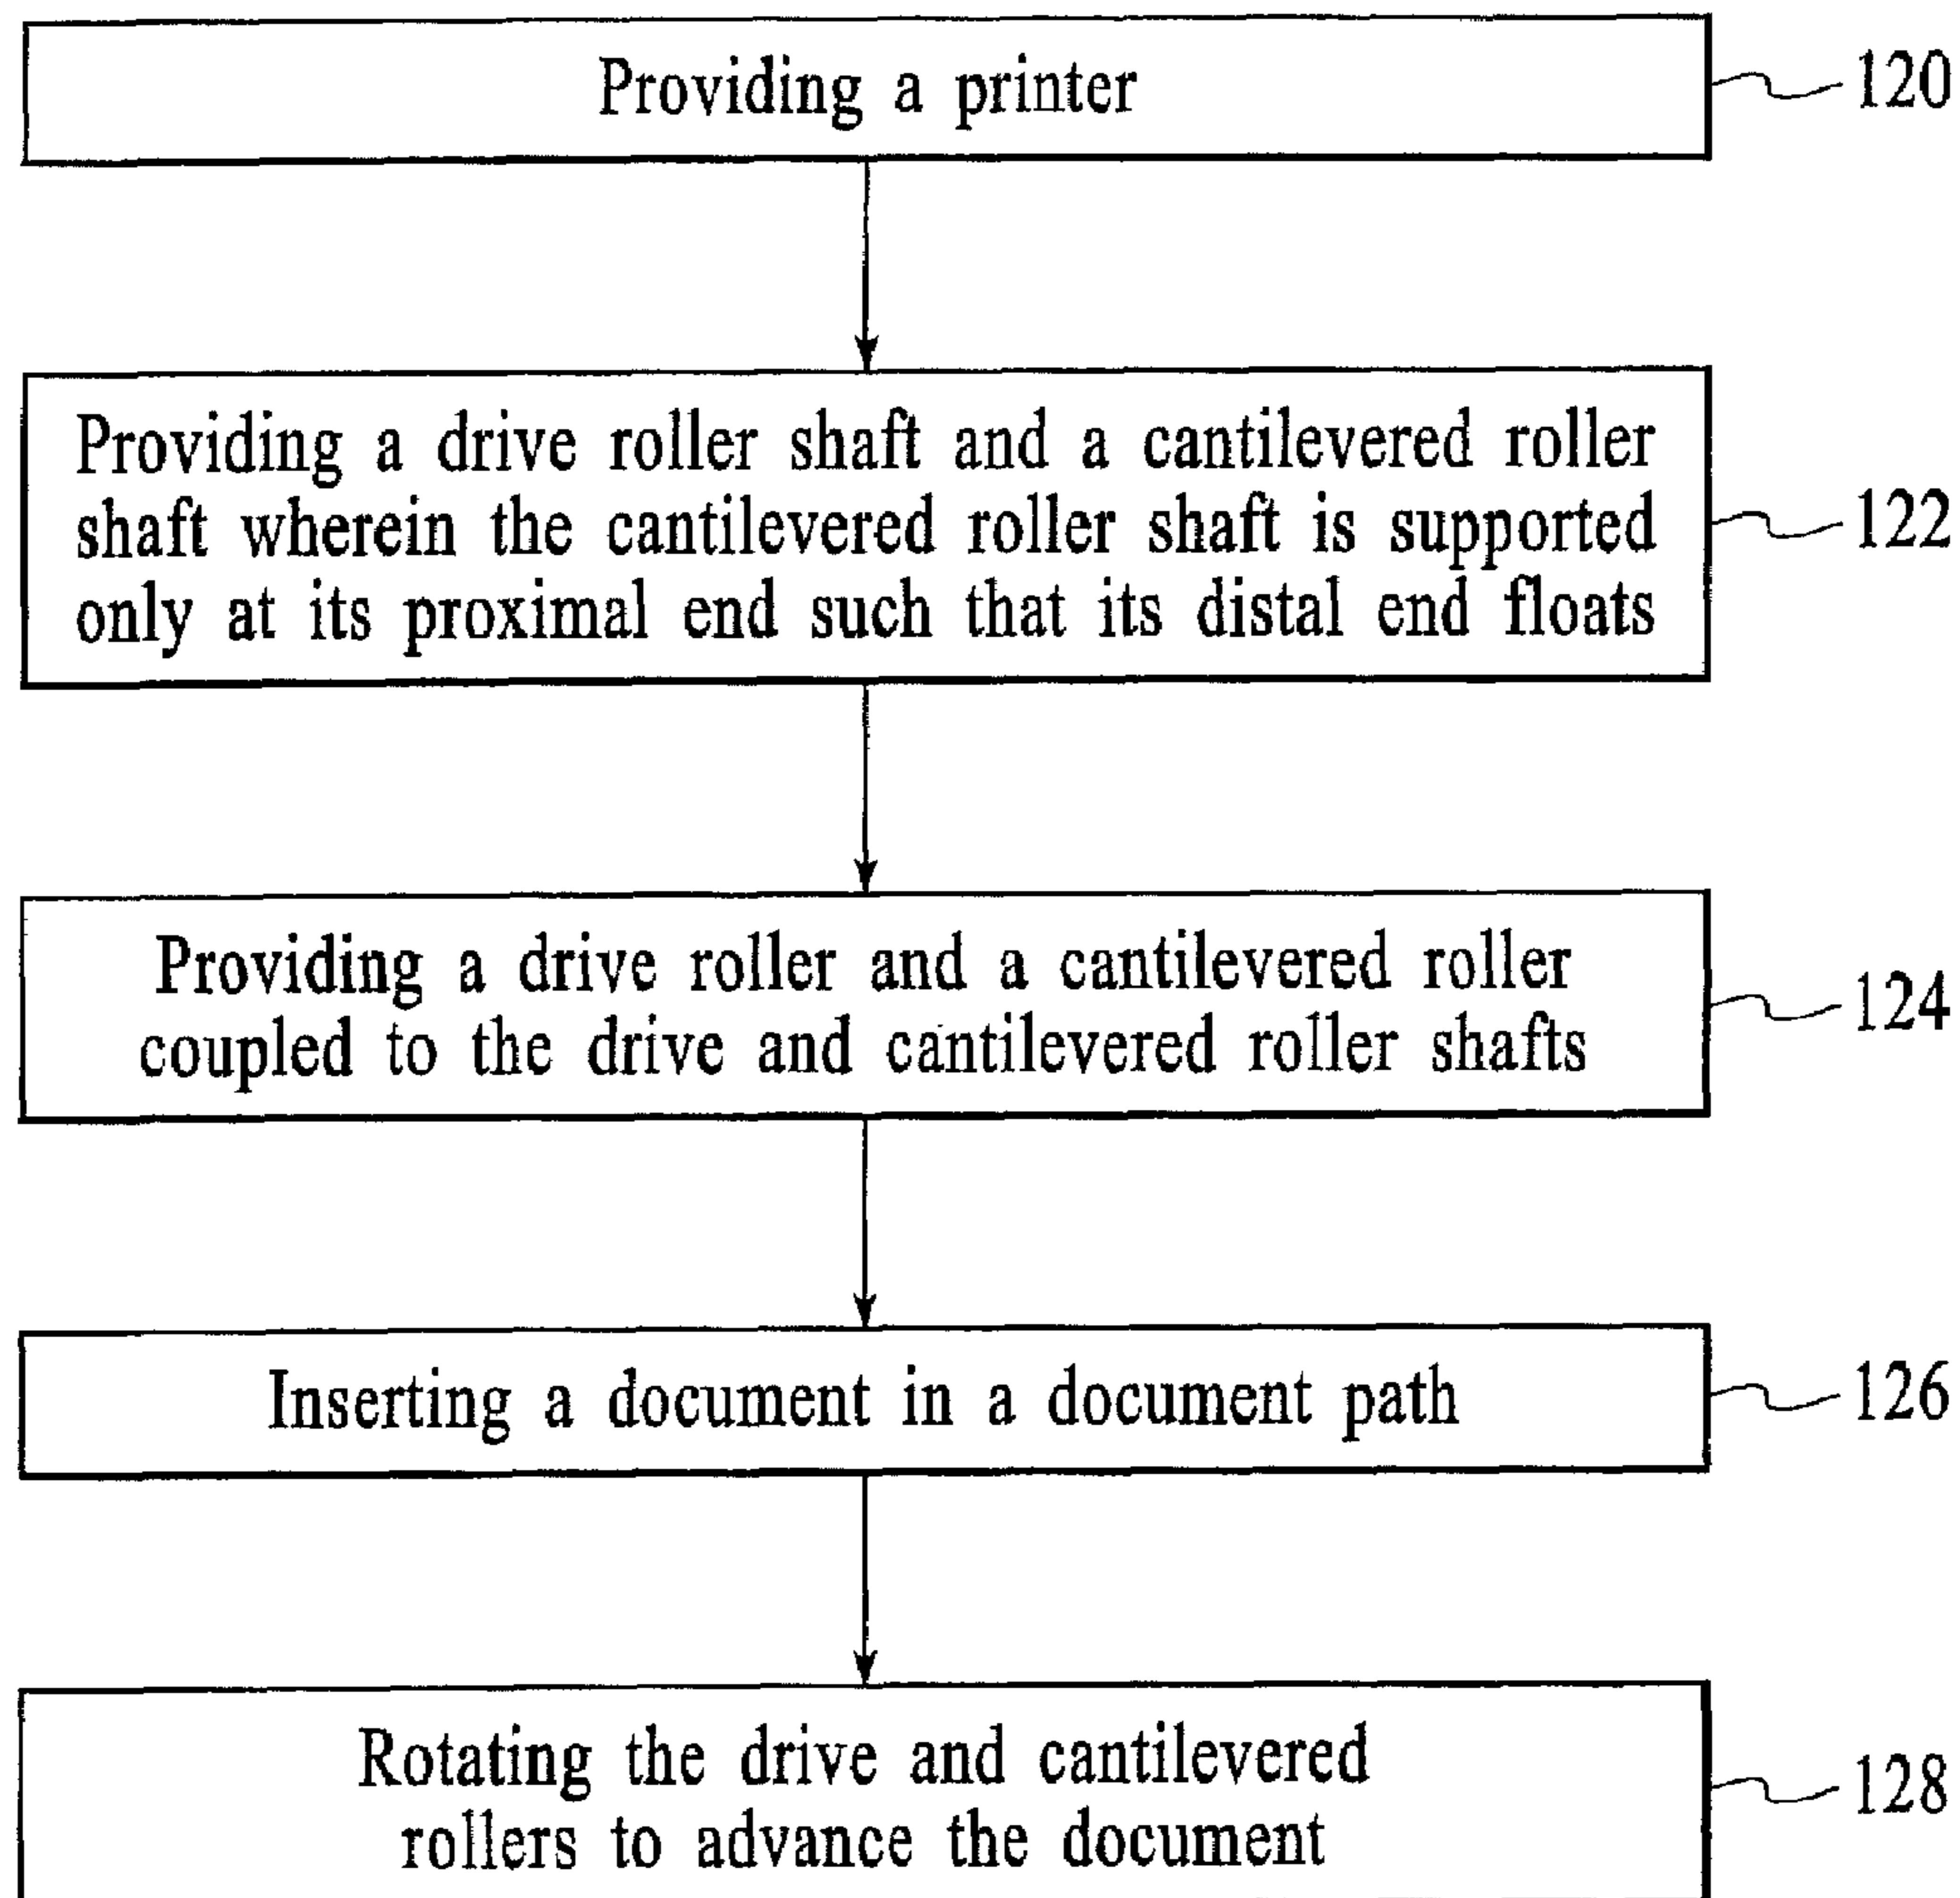 Providing a printer
120
Providing a drive roller shaft and a cantilevered roller
shaft wherein the cantilevered roller shaft is supported
only at its proximal end such that its distal end floats
122
Providing a drive roller and a cantilevered roller
coupled to the drive and cantilevered roller shafts
124
Inserting a document in a document path
126
Rotating the drive and cantilevered
rollers to advance the document
128